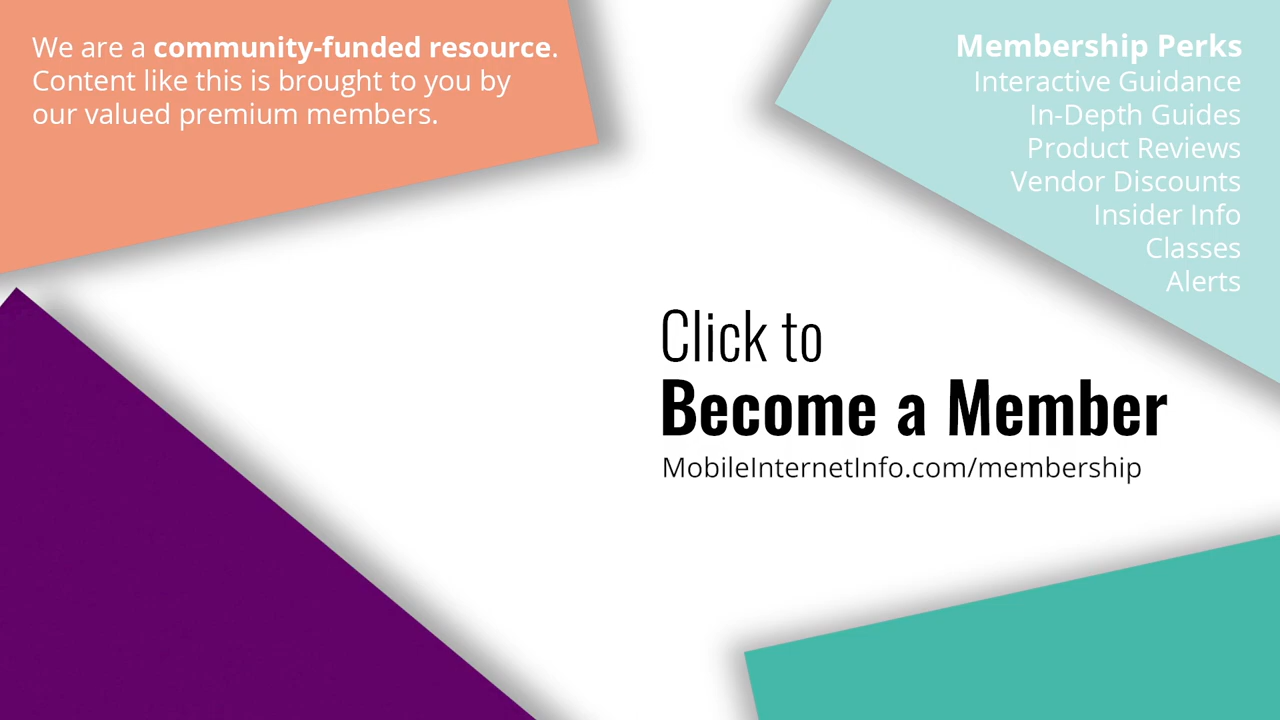 We are a community-funded resource.
Content like this is brought to you by
our valued premium members.
Membership Perks
Interactive Guidance
In-Depth Guides
Product Reviews
Vendor Discounts
Insider Info
Classes
Alerts
Click to
Become a Member
MobileInternetInfo.com/membership